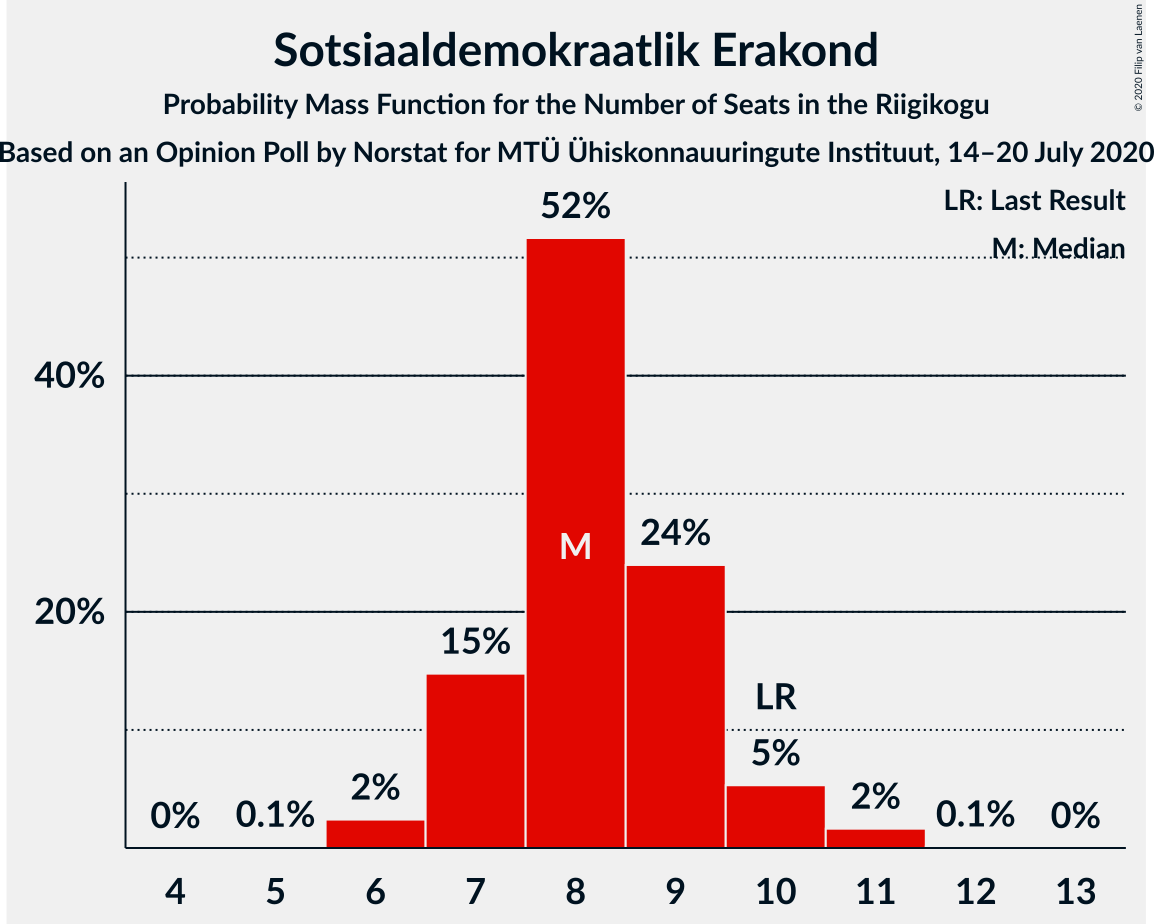 Sotsiaaldemokraatlik Erakond
Probability Mass Function for the Number of Seats in the Riigikogu
Based on an Opinion Poll by Norstat for MTÜ Ühiskonnauuringute Instituut, 14–20 July 2020
© 2020 Filip van Laenen
LR: Last Result
M: Median
52%
40%
M
24%
20%
15%
LR
5%
2%
2%
0%
0.1%
0.1%
0%
4 5 6 7 8 9 10 11 12 13